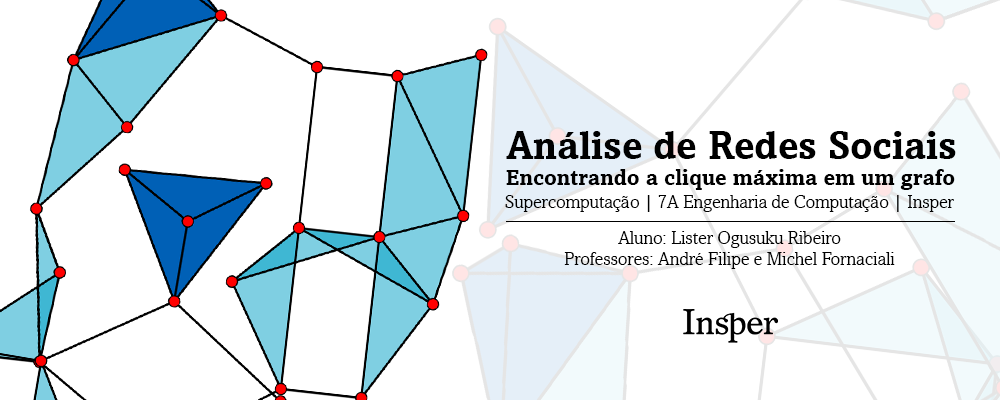 Análise de Redes Sociais
Encontrando a clique máxima em um grafo
Supercomputação | 7A Engenharia de Computação | Insper
Aluno: Lister Ogusuku Ribeiro
Professores: André Filipe e Michel Fornaciali
Insper